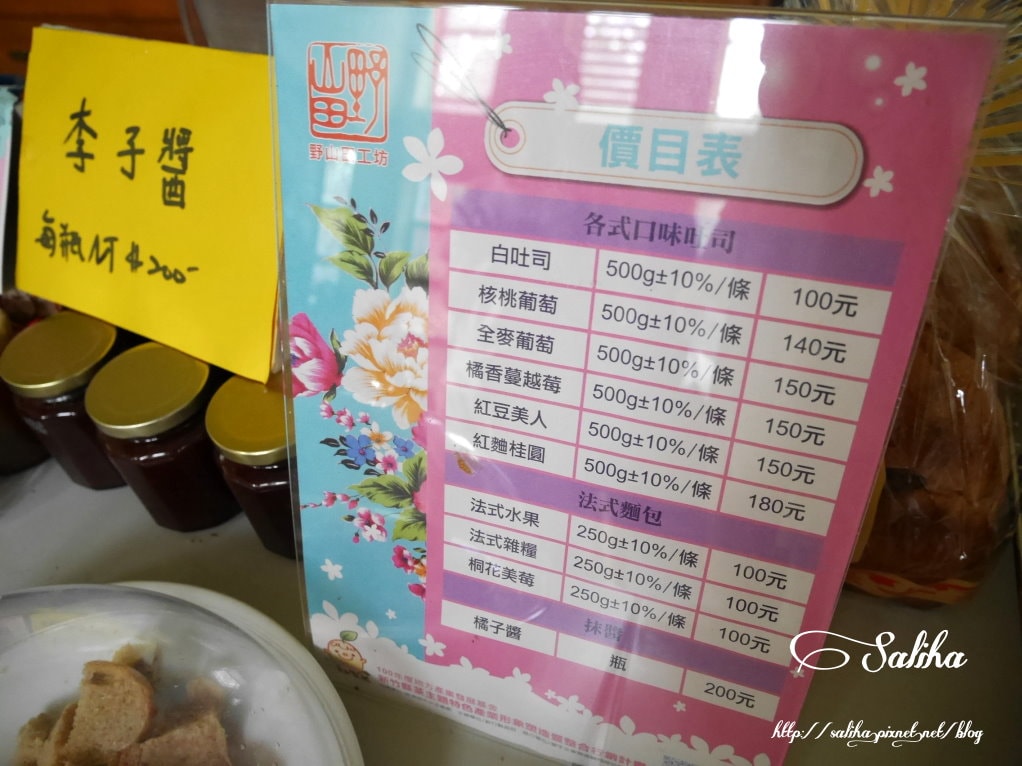 李子醬
每瓶NT$200-
野山田
野山田工坊
價目表
各式口味吐司
白吐司 500g±10%/條 100元
核桃葡萄 500g±10%/條 140元
全麥葡萄 500g±10%/條 150元
橘香蔓越莓 500g±10%/條 150元
紅豆美人 500g±10%/條 150元
紅麴桂圓 500g±10%/條 180元
法式麵包
法式水果 250g±10%/條 100元
法式雜糧 250g±10%/條 100元
桐花美莓 250g±10%/條 100元
抹醬
橘子醬 瓶 200元
Saliha
http://saliha.pixnet.net/blog